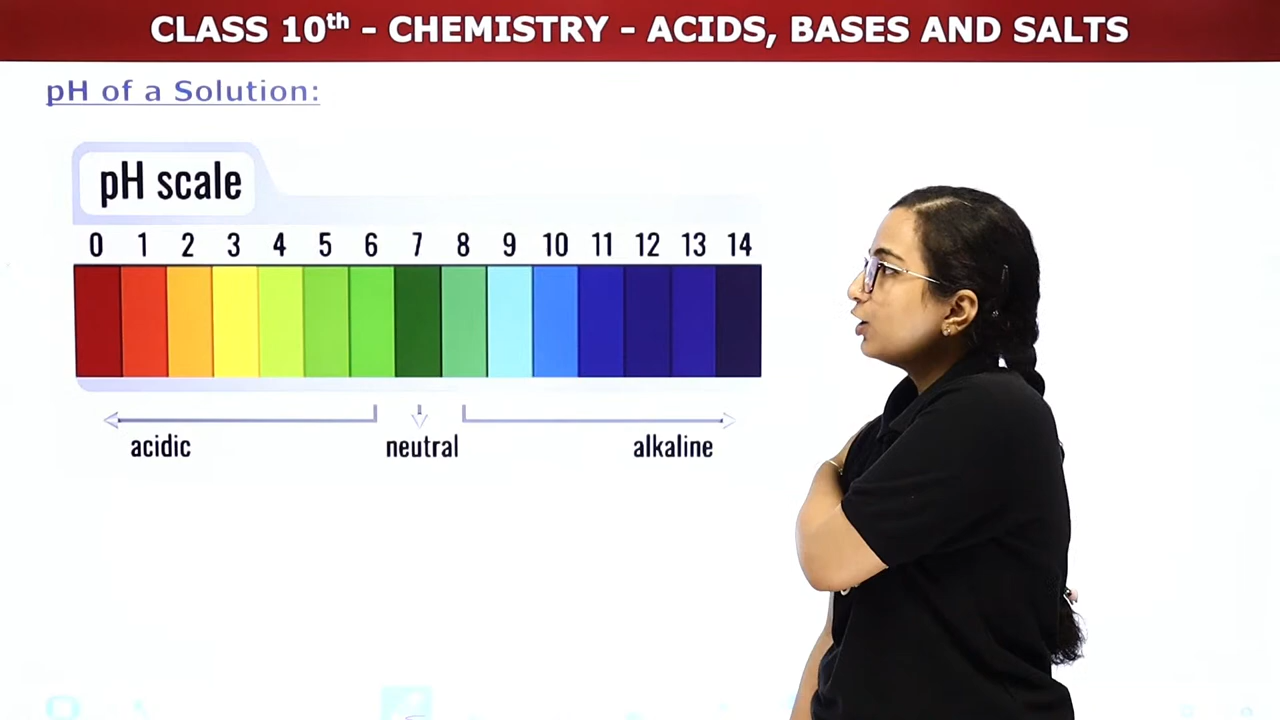 CLASS 10th - CHEMISTRY - ACIDS, BASES AND SALTS
pH of a Solution:
pH scale
0 1 2 3 4 5 6 7 8 9 10 11 12 13 14
acidic neutral alkaline